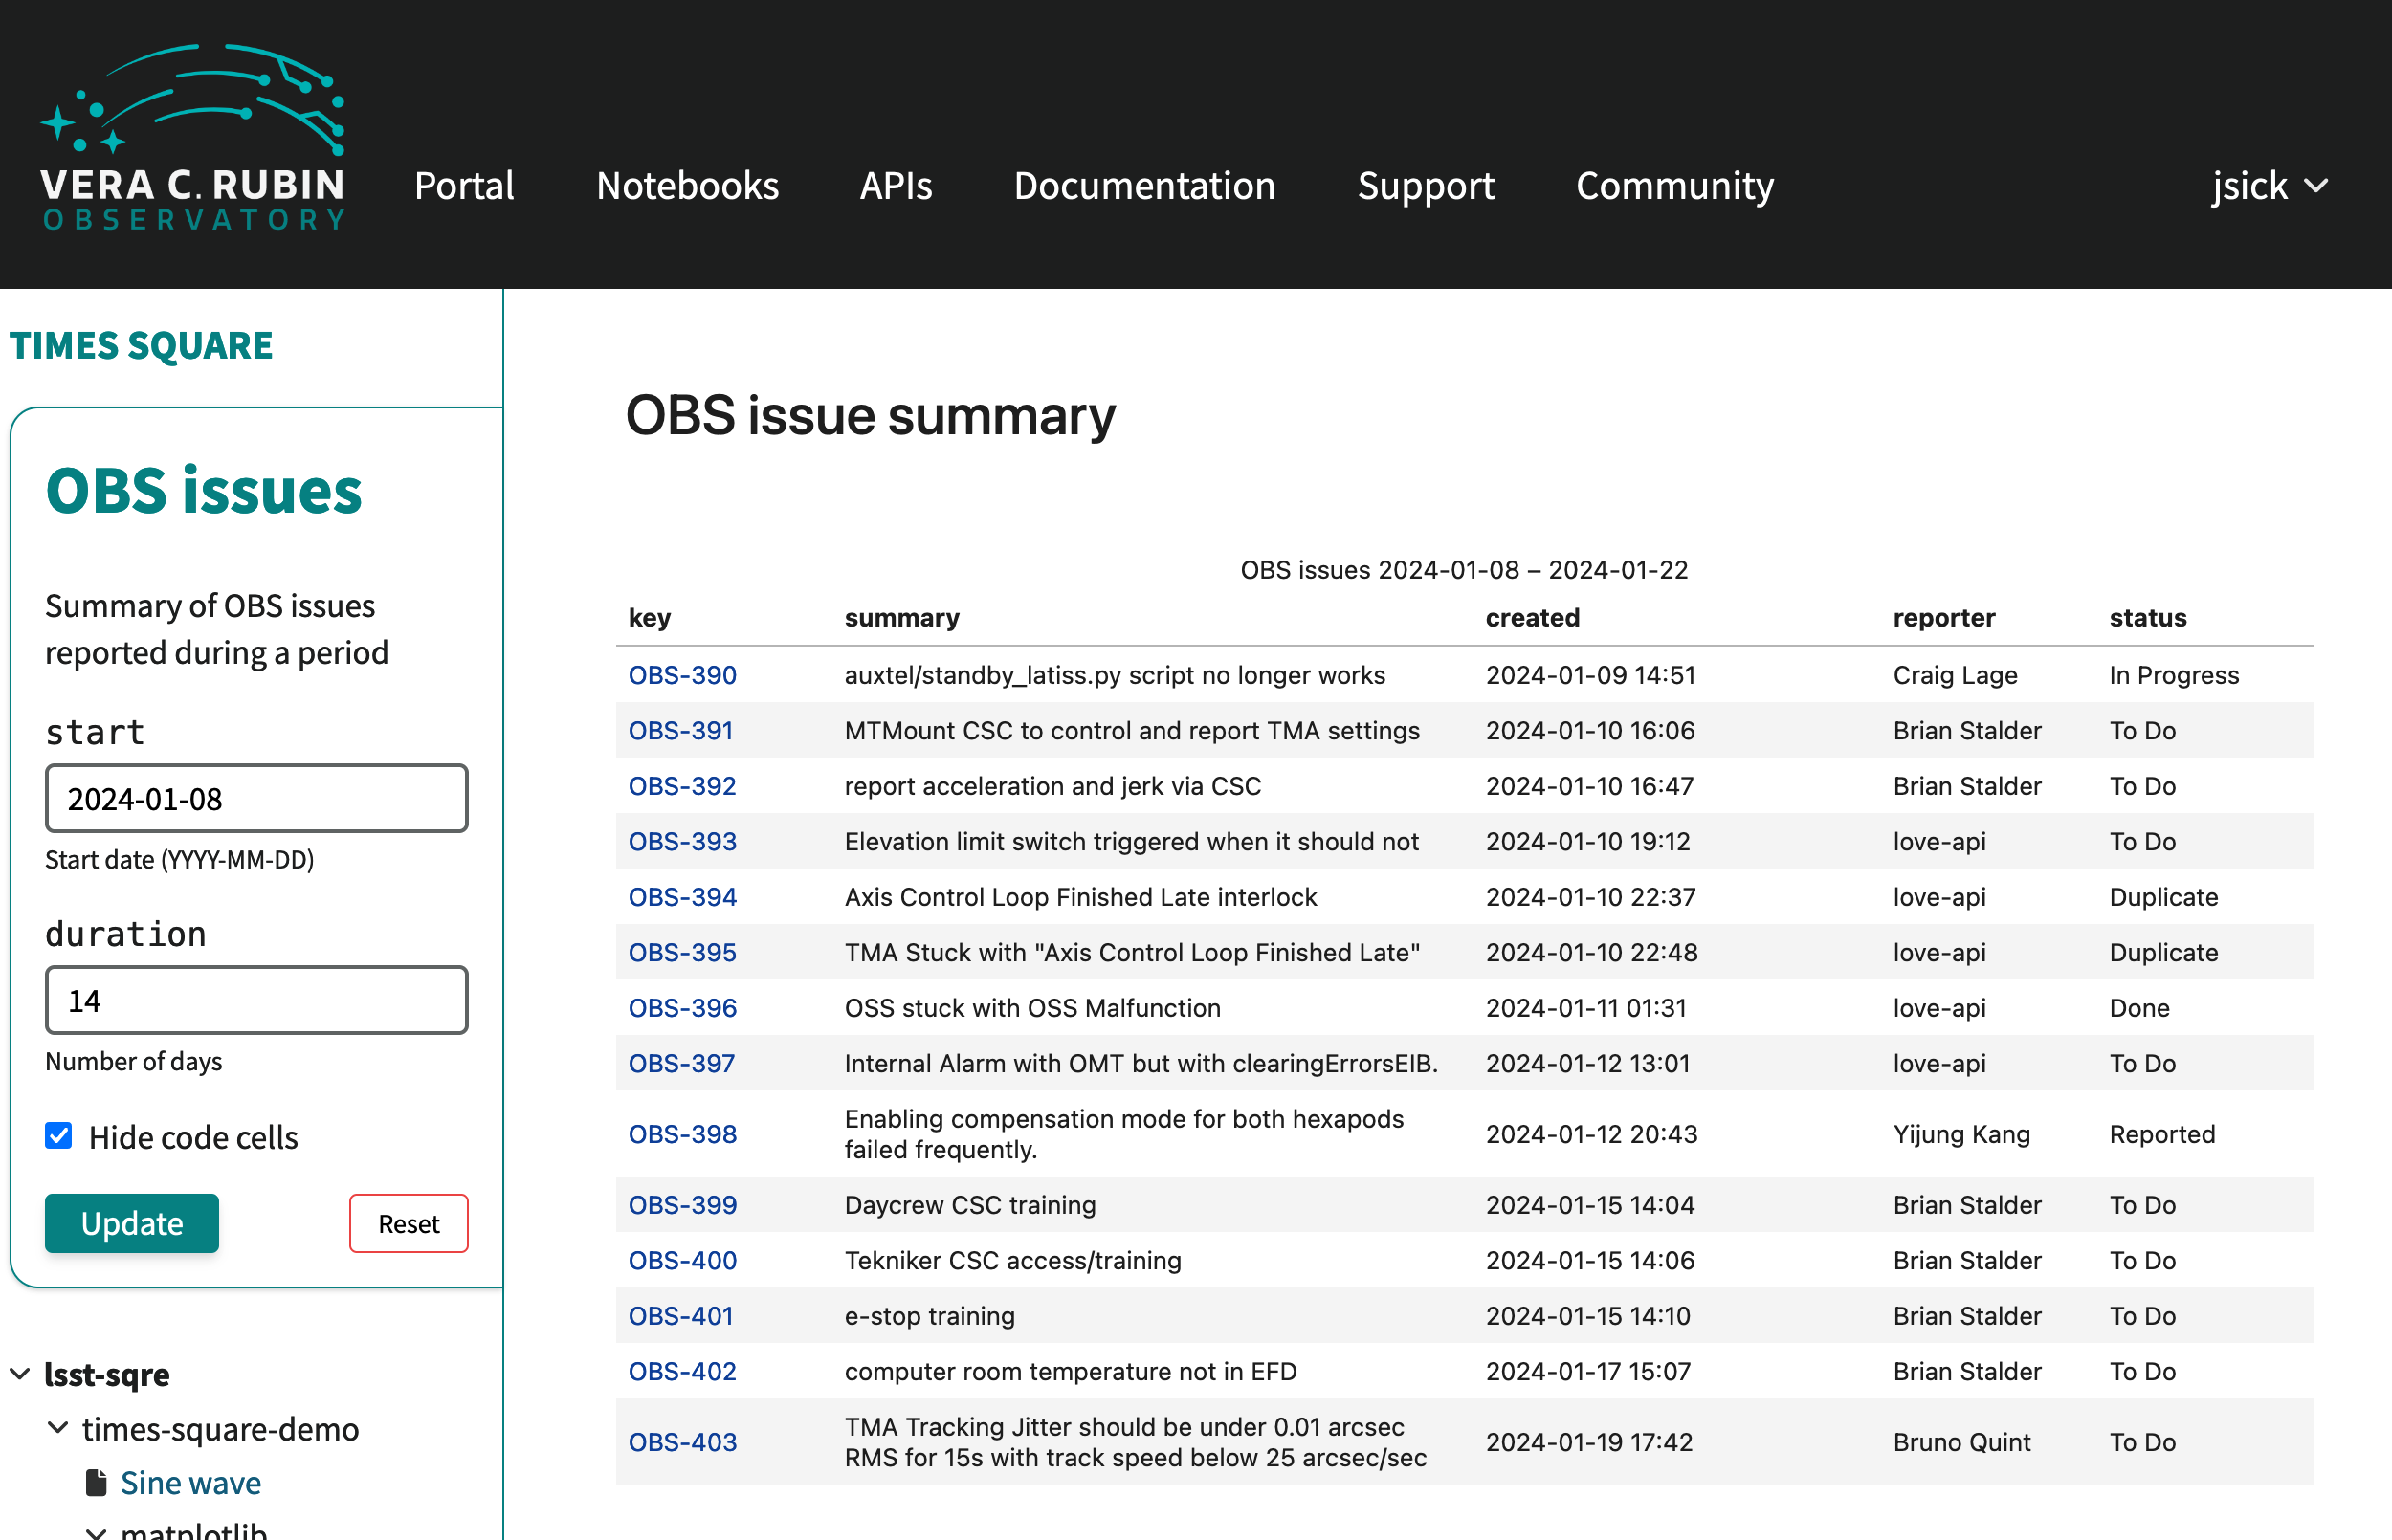 VERA C. RUBIN
OBSERVATORY
Portal
Notebooks
APIs
Documentation
Support
Community
jsick
TIMES SQUARE
OBS issues
Summary of OBS issues
reported during a period
start
2024-01-08
Start date (YYYY-MM-DD)
duration
14
Number of days
Hide code cells
Update
Reset
lsst-sqre
times-square-demo
Sine wave
matplotlib
OBS issue summary
OBS issues 2024-01-08 – 2024-01-22
key summary created reporter status
OBS-390 auxtel/standby_latiss.py script no longer works 2024-01-09 14:51 Craig Lage In Progress
OBS-391 MTMount CSC to control and report TMA settings 2024-01-10 16:06 Brian Stalder To Do
OBS-392 report acceleration and jerk via CSC 2024-01-10 16:47 Brian Stalder To Do
OBS-393 Elevation limit switch triggered when it should not 2024-01-10 19:12 love-api To Do
OBS-394 Axis Control Loop Finished Late interlock 2024-01-10 22:37 love-api Duplicate
OBS-395 TMA Stuck with "Axis Control Loop Finished Late" 2024-01-10 22:48 love-api Duplicate
OBS-396 OSS stuck with OSS Malfunction 2024-01-11 01:31 love-api Done
OBS-397 Internal Alarm with OMT but with clearingErrorsEIB. 2024-01-12 13:01 love-api To Do
OBS-398 Enabling compensation mode for both hexapods
failed frequently. 2024-01-12 20:43 Yijung Kang Reported
OBS-399 Daycrew CSC training 2024-01-15 14:04 Brian Stalder To Do
OBS-400 Tekniker CSC access/training 2024-01-15 14:06 Brian Stalder To Do
OBS-401 e-stop training 2024-01-15 14:10 Brian Stalder To Do
OBS-402 computer room temperature not in EFD 2024-01-17 15:07 Brian Stalder To Do
OBS-403 TMA Tracking Jitter should be under 0.01 arcsec
RMS for 15s with track speed below 25 arcsec/sec 2024-01-19 17:42 Bruno Quint To Do